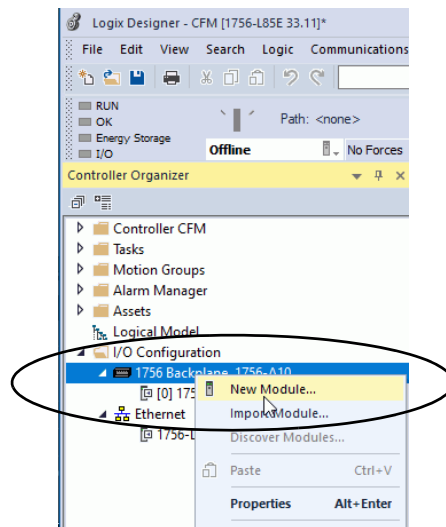 Logix Designer - CFM [1756-L85E 33.11]*
File Edit View Search Logic Communications
RUN
OK
Energy Storage
I/O
Path: <none>
Offline
No Forces
Controller Organizer
Controller CFM
Tasks
Motion Groups
Alarm Manager
Assets
Logical Model
I/O Configuration
1756 Backplane, 1756-A10
[0] 175
New Module...
Import Module...
Ethernet
Discover Modules...
1756-L
Paste Ctrl+V
Properties Alt+Enter